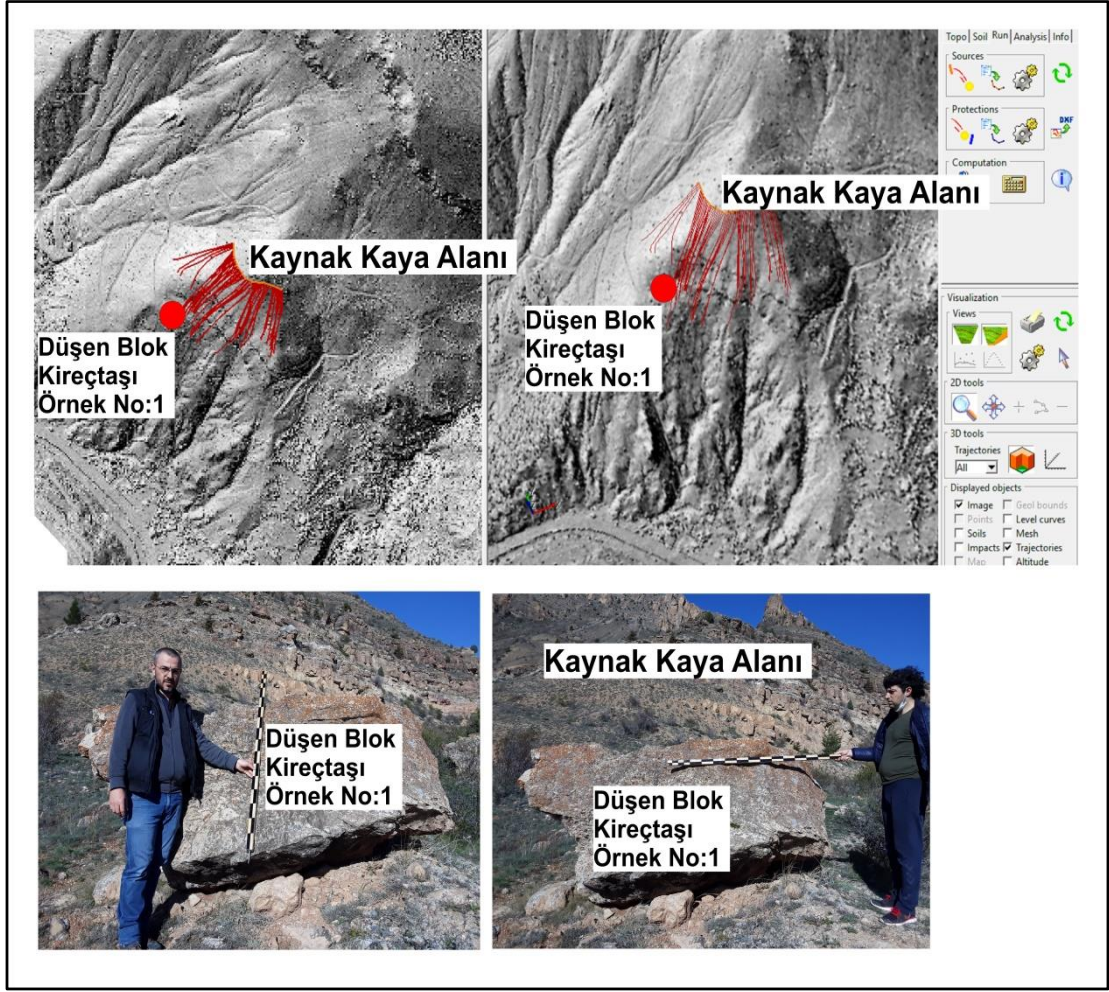 Kaynak Kaya Alanı
Düşen Blok
Kireçtaşı
Örnek No:1
Kaynak Kaya Alanı
Düşen Blok
Kireçtaşı
Örnek No:1
Topo Soil Run Analysis Info
Sources
Protections
DXF
Computation
Visualization
Views
2D tools
3D tools
Trajectories
All
Displayed objects
Image Geol bounds
Points Level curves
Soils Mesh
Impacts Trajectories
Map Altitude
Düşen Blok
Kireçtaşı
Örnek No:1
Kaynak Kaya Alanı
Düşen Blok
Kireçtaşı
Örnek No:1